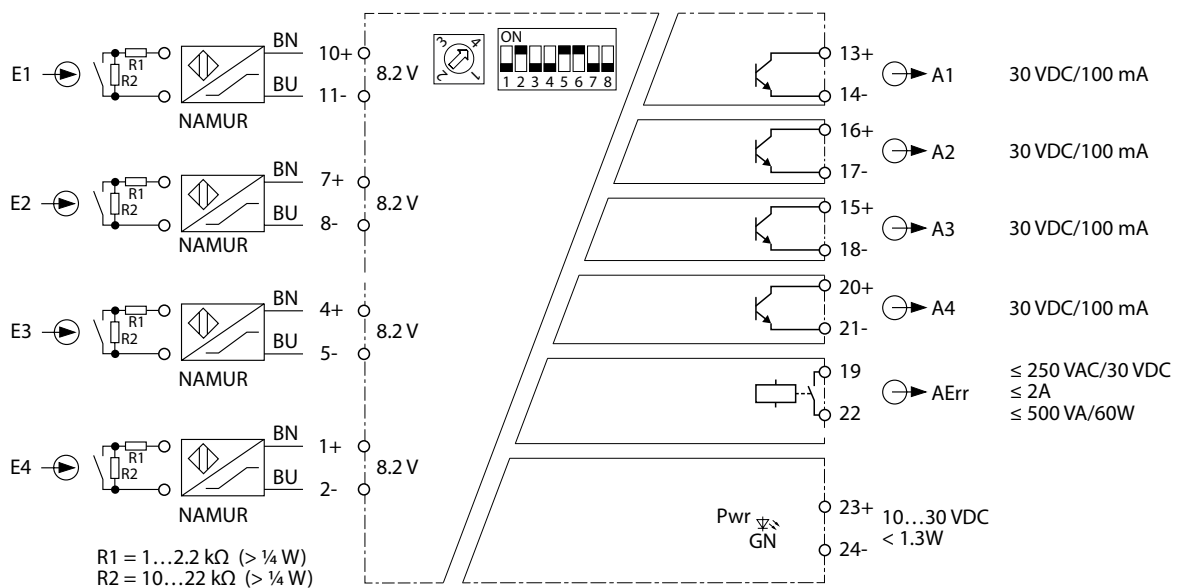 E1
R1
R2
NAMUR
BN
BU
10+
11-
8.2 V
E2
R1
R2
NAMUR
BN
BU
7+
8-
8.2 V
E3
R1
R2
NAMUR
BN
BU
4+
5-
8.2 V
E4
R1
R2
NAMUR
BN
BU
1+
2-
8.2 V
R1 = 1…2.2 kΩ (> ¼ W)
R2 = 10…22 kΩ (> ¼ W)
3 4
2 1
ON
1 2 3 4 5 6 7 8
13+
14-
A1 30 VDC/100 mA
16+
17-
A2 30 VDC/100 mA
15+
18-
A3 30 VDC/100 mA
20+
21-
A4 30 VDC/100 mA
19
22
AErr
≤ 250 VAC/30 VDC
≤ 2A
≤ 500 VA/60W
Pwr
GN
23+
24-
10…30 VDC
< 1.3W